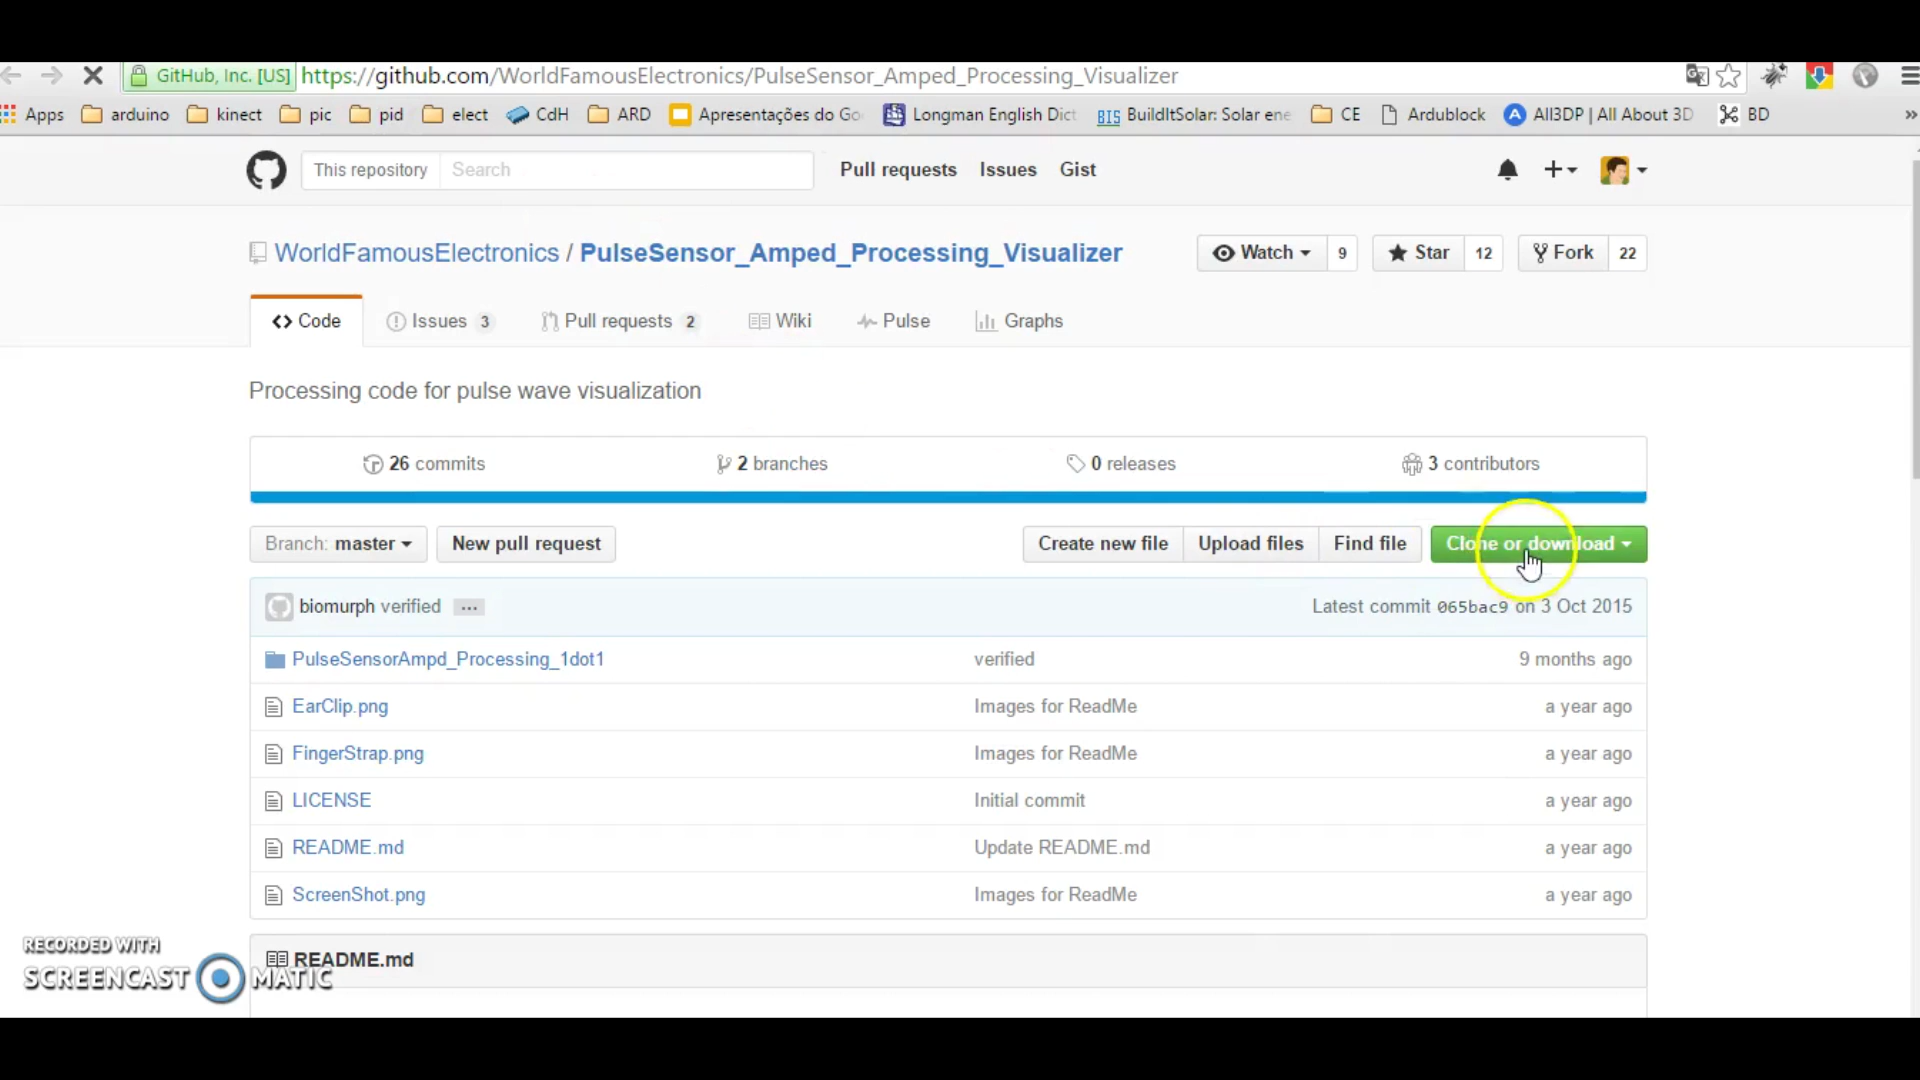 GitHub, Inc. [US] https://github.com/WorldFamousElectronics/PulseSensor_Amped_Processing_Visualizer
Apps arduino kinect pic pid elect CdH ARD Apresentações do Go Longman English Dict BIS BuildItSolar: Solar ene CE Ardublock All3DP | All About 3D BD »
This repository Search Pull requests Issues Gist
WorldFamousElectronics / PulseSensor_Amped_Processing_Visualizer Watch 9 Star 12 Fork 22
Code Issues 3 Pull requests 2 Wiki Pulse Graphs
Processing code for pulse wave visualization
26 commits 2 branches 0 releases 3 contributors
Branch: master New pull request Create new file Upload files Find file Clone or download
biomurph verified ... Latest commit 065bac9 on 3 Oct 2015
PulseSensorAmpd_Processing_1dot1 verified 9 months ago
EarClip.png Images for ReadMe a year ago
FingerStrap.png Images for ReadMe a year ago
LICENSE Initial commit a year ago
README.md Update README.md a year ago
ScreenShot.png Images for ReadMe a year ago
README.md
RECORDED WITH
SCREENCAST MATIC